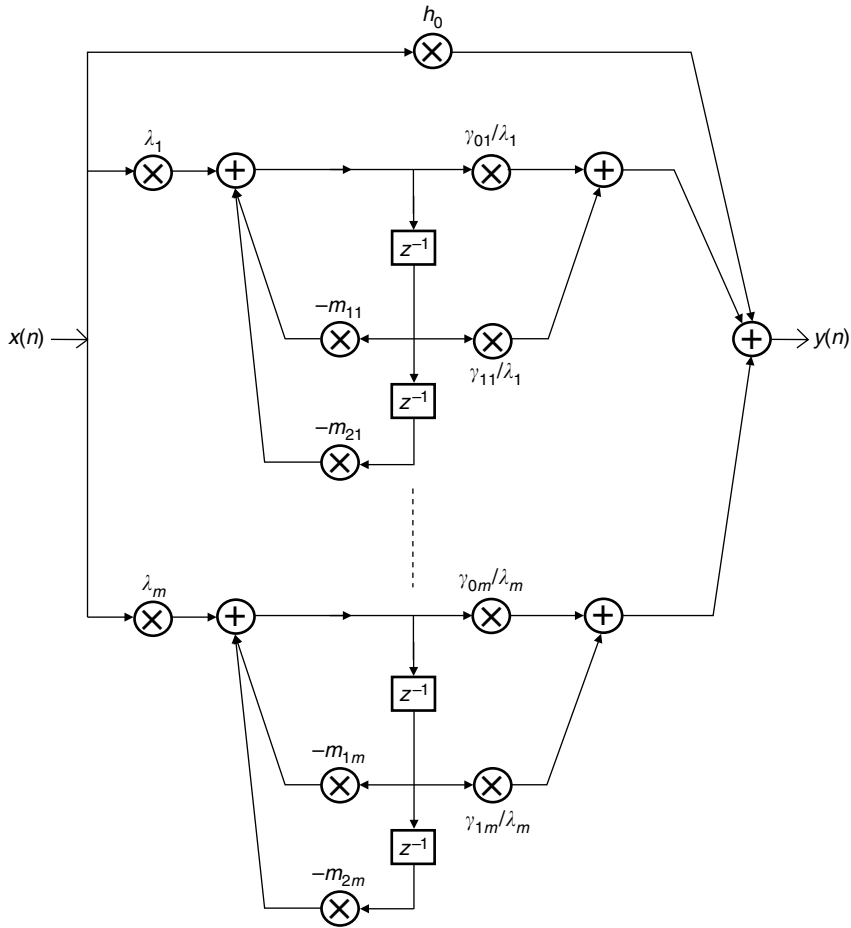 h₀
λ₁
γ₀₁/λ₁
z⁻¹
x(n)
–m₁₁
γ₁₁/λ₁
y(n)
z⁻¹
–m₂₁
λₘ
γ₀ₘ/λₘ
z⁻¹
–m₁ₘ
γ₁ₘ/λₘ
z⁻¹
–m₂ₘ